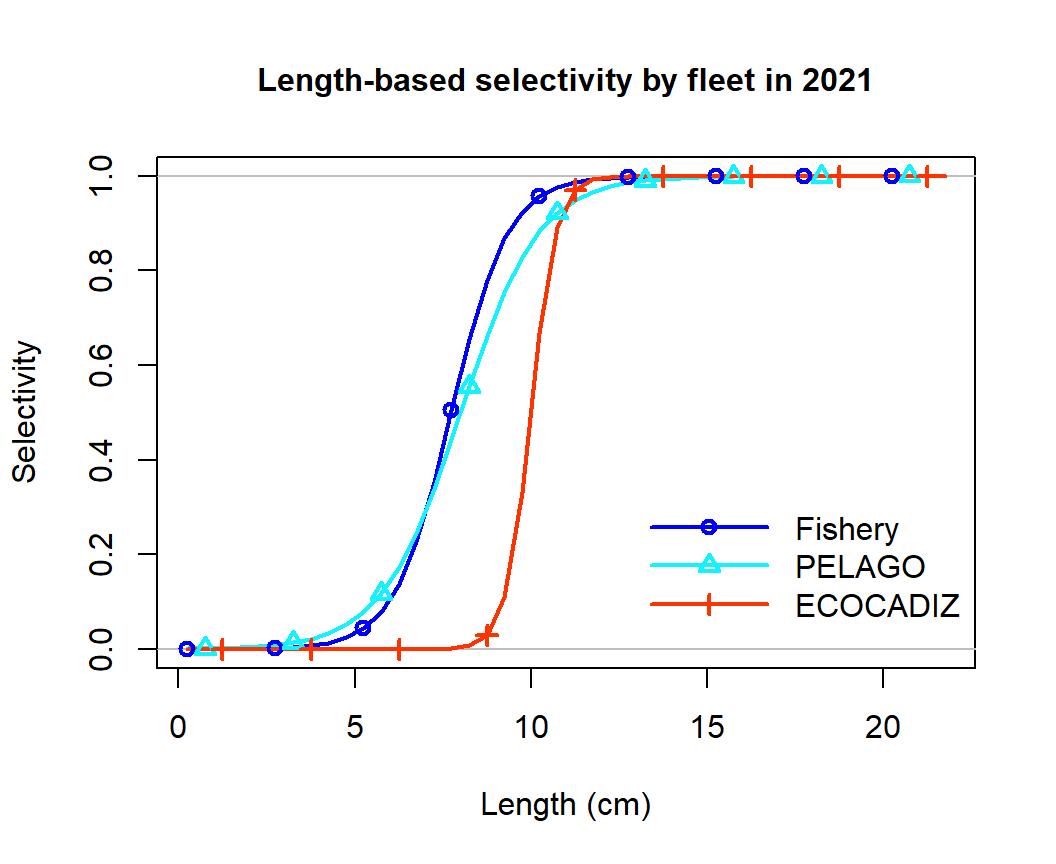 Length-based selectivity by fleet in 2021
Selectivity
1.0
0.8
0.6
0.4
0.2
0.0
Fishery
PELAGO
ECOCADIZ
0 5 10 15 20
Length (cm)